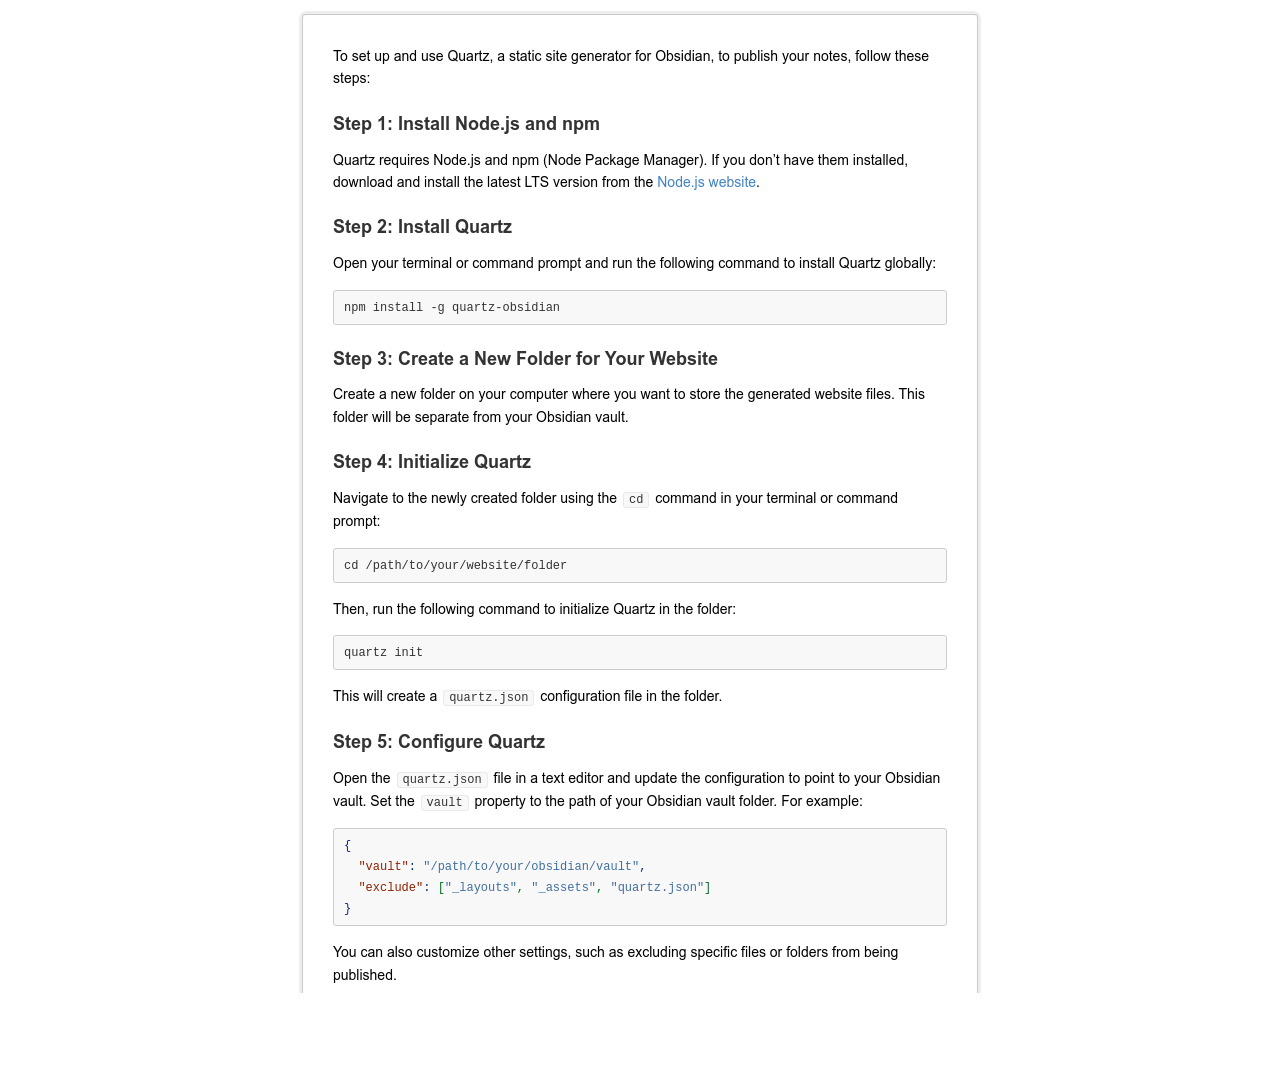 To set up and use Quartz, a static site generator for Obsidian, to publish your notes, follow these
steps:
Step 1: Install Node.js and npm
Quartz requires Node.js and npm (Node Package Manager). If you don’t have them installed,
download and install the latest LTS version from the Node.js website.
Step 2: Install Quartz
Open your terminal or command prompt and run the following command to install Quartz globally:
npm install -g quartz-obsidian
Step 3: Create a New Folder for Your Website
Create a new folder on your computer where you want to store the generated website files. This
folder will be separate from your Obsidian vault.
Step 4: Initialize Quartz
Navigate to the newly created folder using the cd command in your terminal or command
prompt:
cd /path/to/your/website/folder
Then, run the following command to initialize Quartz in the folder:
quartz init
This will create a quartz.json configuration file in the folder.
Step 5: Configure Quartz
Open the quartz.json file in a text editor and update the configuration to point to your Obsidian
vault. Set the vault property to the path of your Obsidian vault folder. For example:
{
  "vault": "/path/to/your/obsidian/vault",
  "exclude": ["_layouts", "_assets", "quartz.json"]
}
You can also customize other settings, such as excluding specific files or folders from being
published.